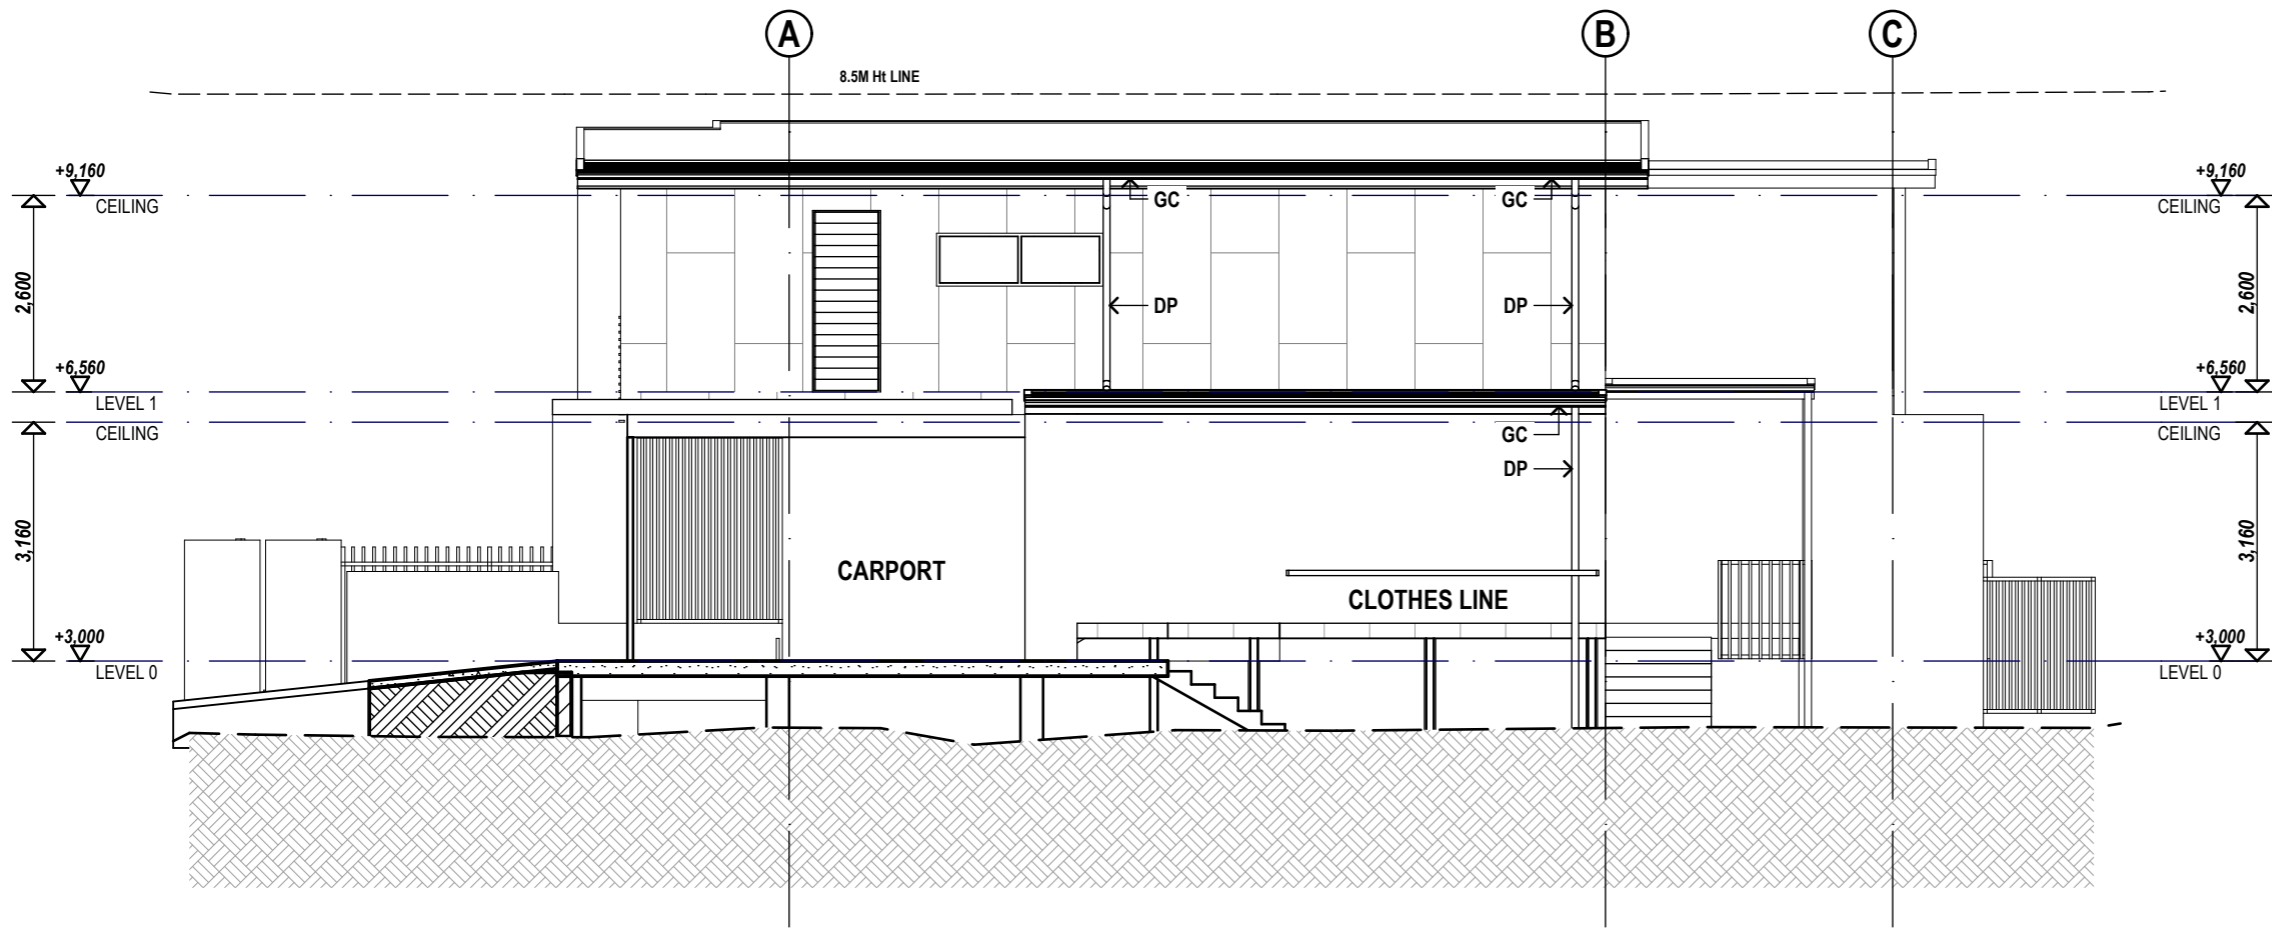 A
B
C
8.5M Ht LINE
+9,160
CEILING
+9,160
CEILING
GC
GC
2,600
2,600
DP
DP
+6,560
LEVEL 1
+6,560
LEVEL 1
CEILING
CEILING
GC
DP
3,160
3,160
CARPORT
CLOTHES LINE
+3,000
LEVEL 0
+3,000
LEVEL 0